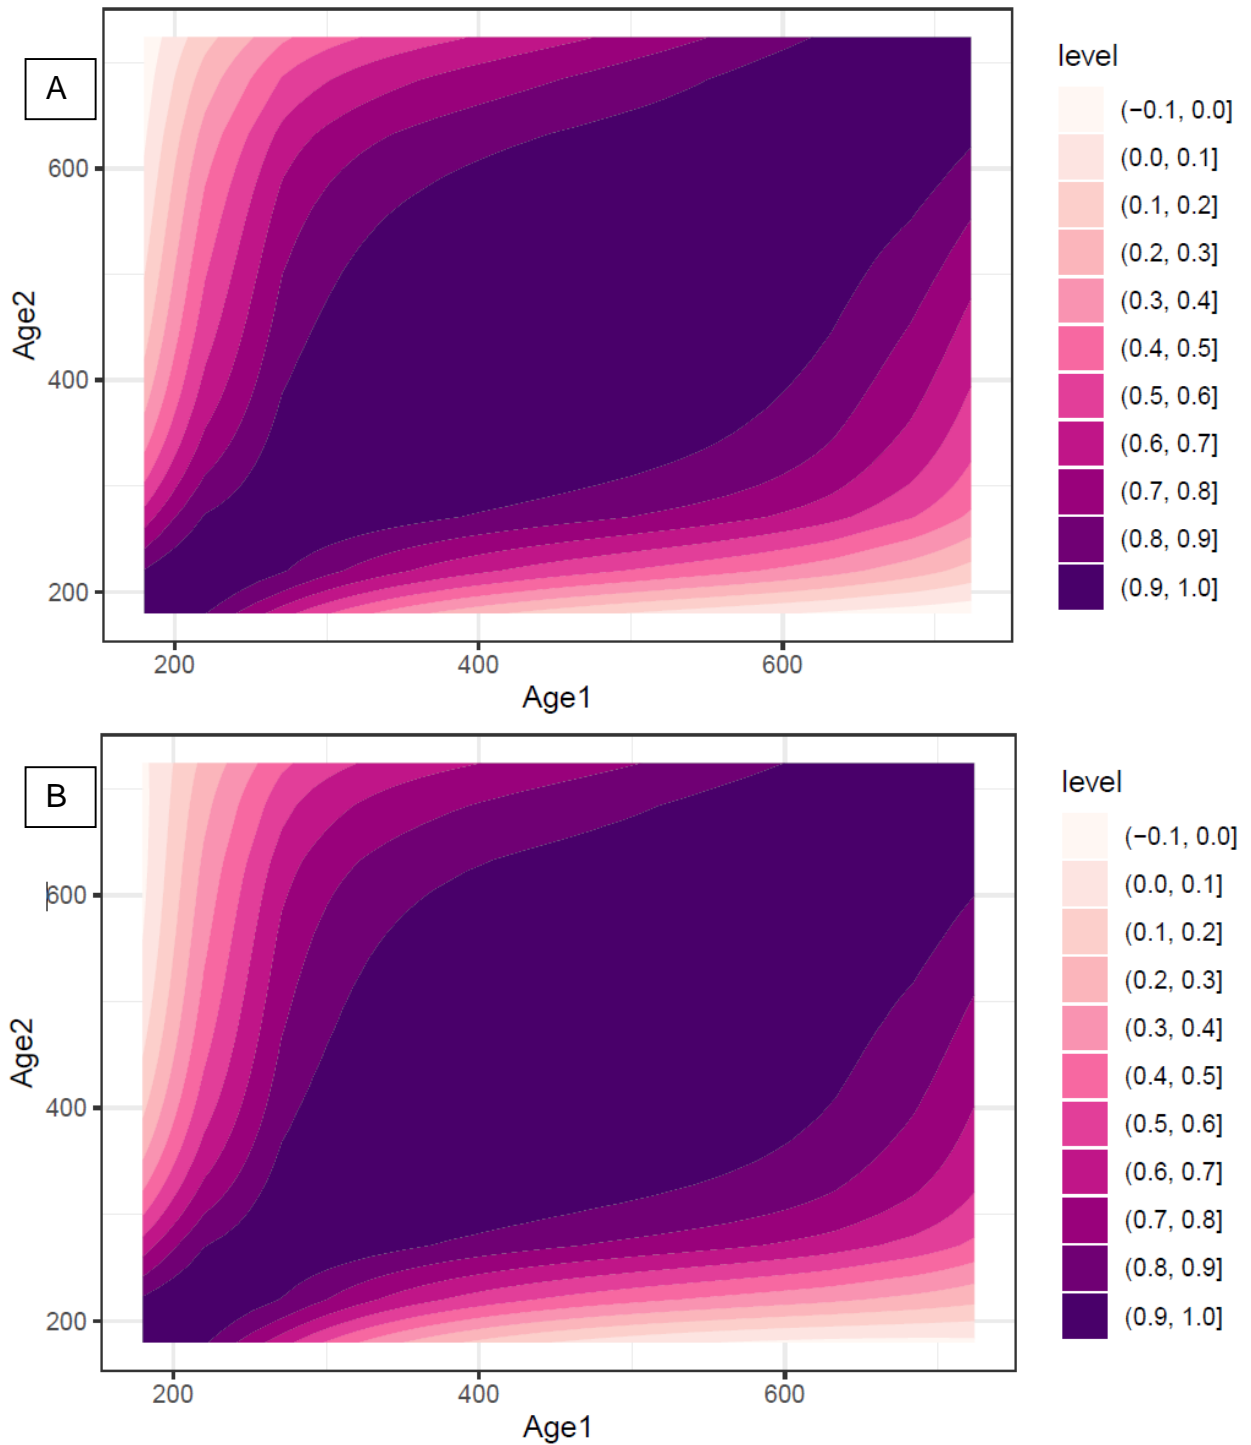 A
level
(−0.1, 0.0]
(0.0, 0.1]
(0.1, 0.2]
(0.2, 0.3]
(0.3, 0.4]
(0.4, 0.5]
(0.5, 0.6]
(0.6, 0.7]
(0.7, 0.8]
(0.8, 0.9]
(0.9, 1.0]
Age2
600
400
200
200 400 600
Age1
B
level
(−0.1, 0.0]
(0.0, 0.1]
(0.1, 0.2]
(0.2, 0.3]
(0.3, 0.4]
(0.4, 0.5]
(0.5, 0.6]
(0.6, 0.7]
(0.7, 0.8]
(0.8, 0.9]
(0.9, 1.0]
Age2
600
400
200
200 400 600
Age1